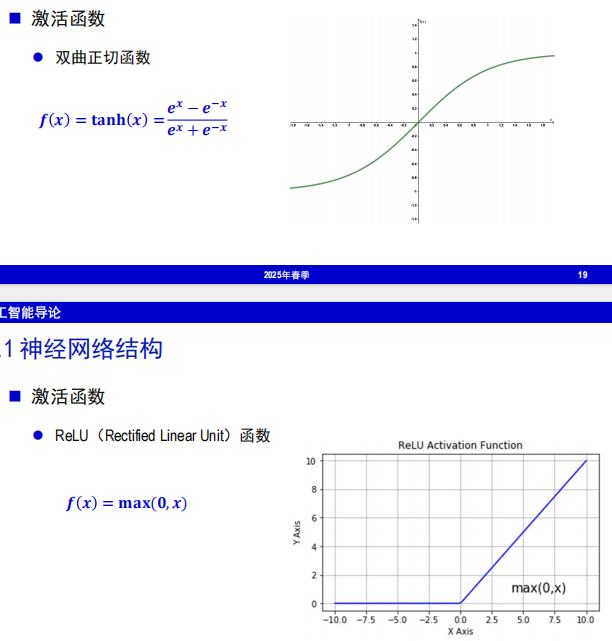 激活函数
双曲正切函数
f(x) = tanh(x) = \frac{e^x − e^{−x}}{e^x + e^{−x}}
2025年春季 19
工智能导论
.1 神经网络结构
激活函数
ReLU（Rectified Linear Unit）函数
f(x) = max(0, x)
ReLU Activation Function
10
8
6
4
2
0
Y Axis
max(0,x)
−10.0 −7.5 −5.0 −2.5 0.0 2.5 5.0 7.5 10.0
X Axis